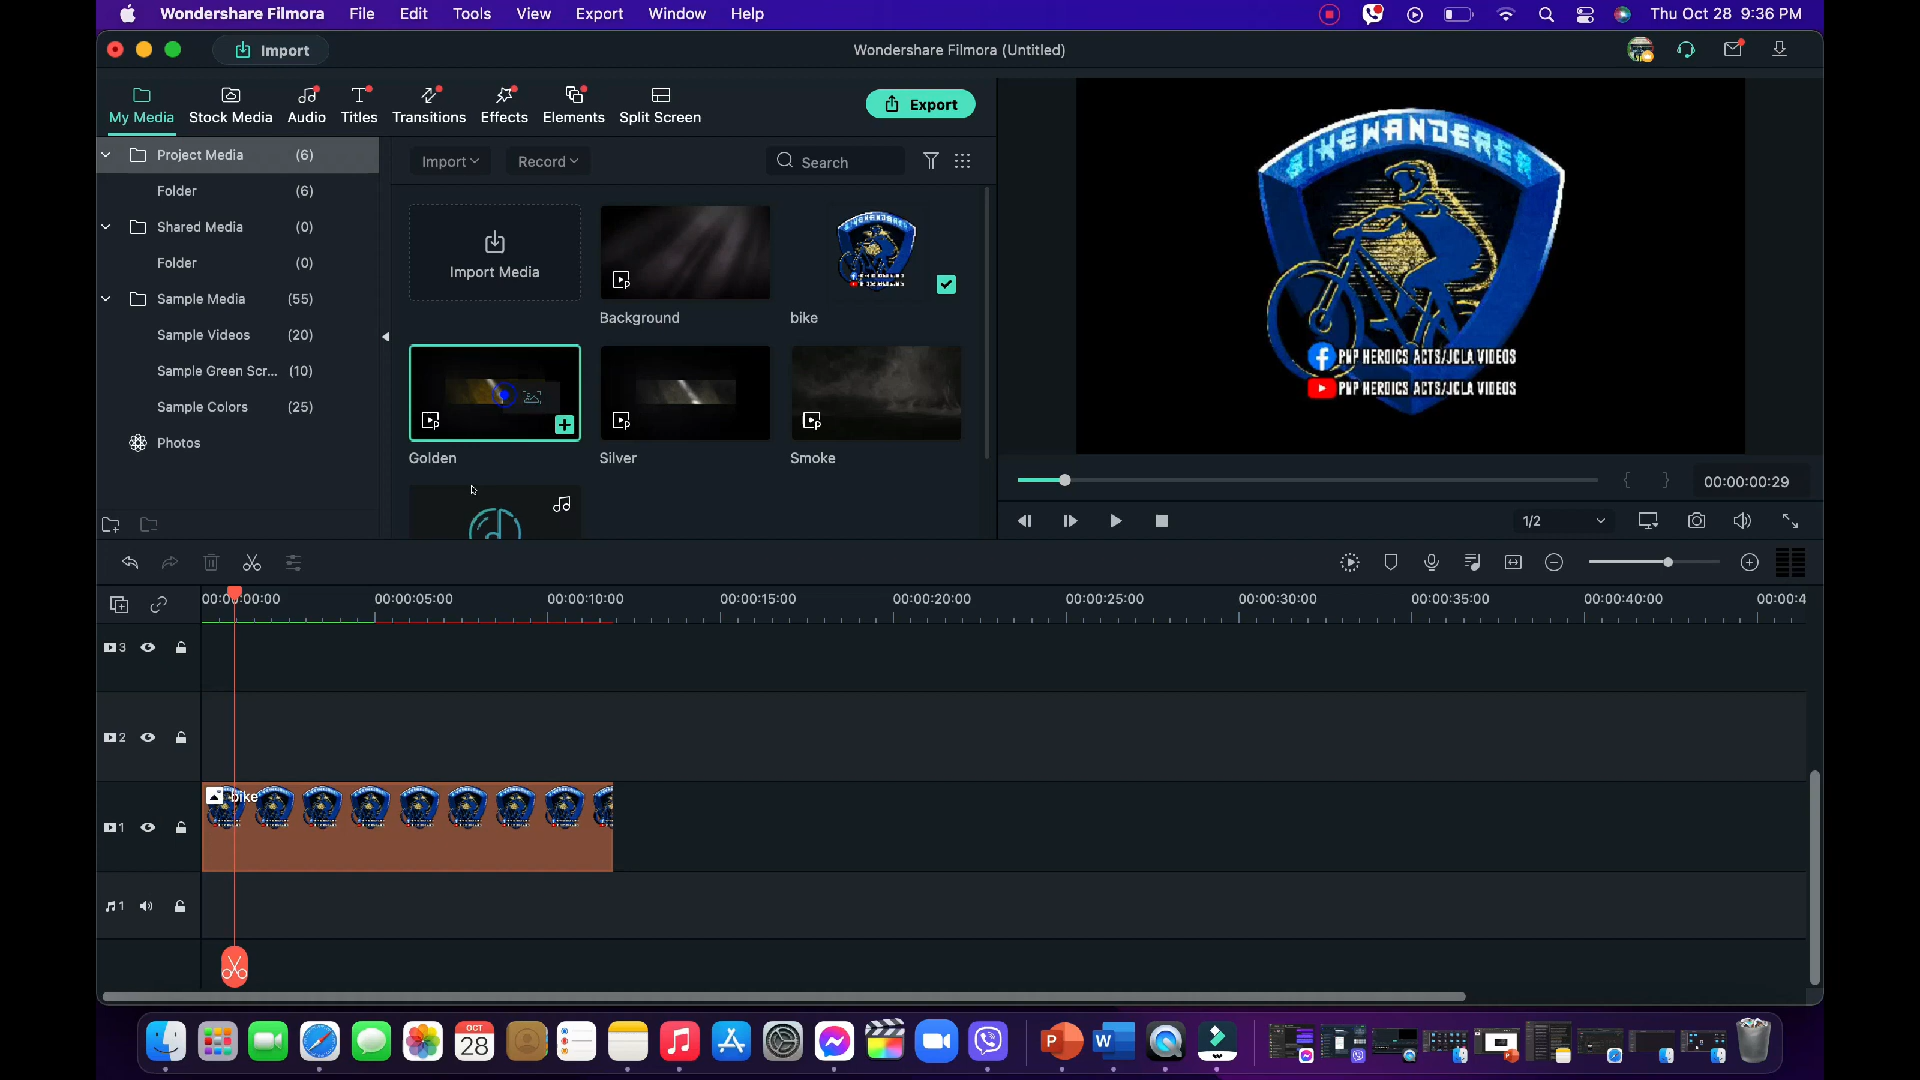 Wondershare Filmora File Edit Tools View Export Window Help Thu Oct 28 9:36 PM
Import Wondershare Filmora (Untitled)
My Media Stock Media Audio Titles Transitions Effects Elements Split Screen Export
Project Media (6)
Folder (6)
Shared Media (0)
Folder (0)
Sample Media (55)
Sample Videos (20)
Sample Green Scr... (10)
Sample Colors (25)
Photos
Import Record Search
Import Media
Background
bike
Golden
Silver
Smoke
BIKEWANDERER
PNP HEROICS ACTS/JCLA VIDEOS
PNP HEROICS ACTS/JCLA VIDEOS
00:00:00:29
1/2
00:00:00:00 00:00:05:00 00:00:10:00 00:00:15:00 00:00:20:00 00:00:25:00 00:00:30:00 00:00:35:00 00:00:40:00 00:00:4
3
2
bike
1
1
OCT
28